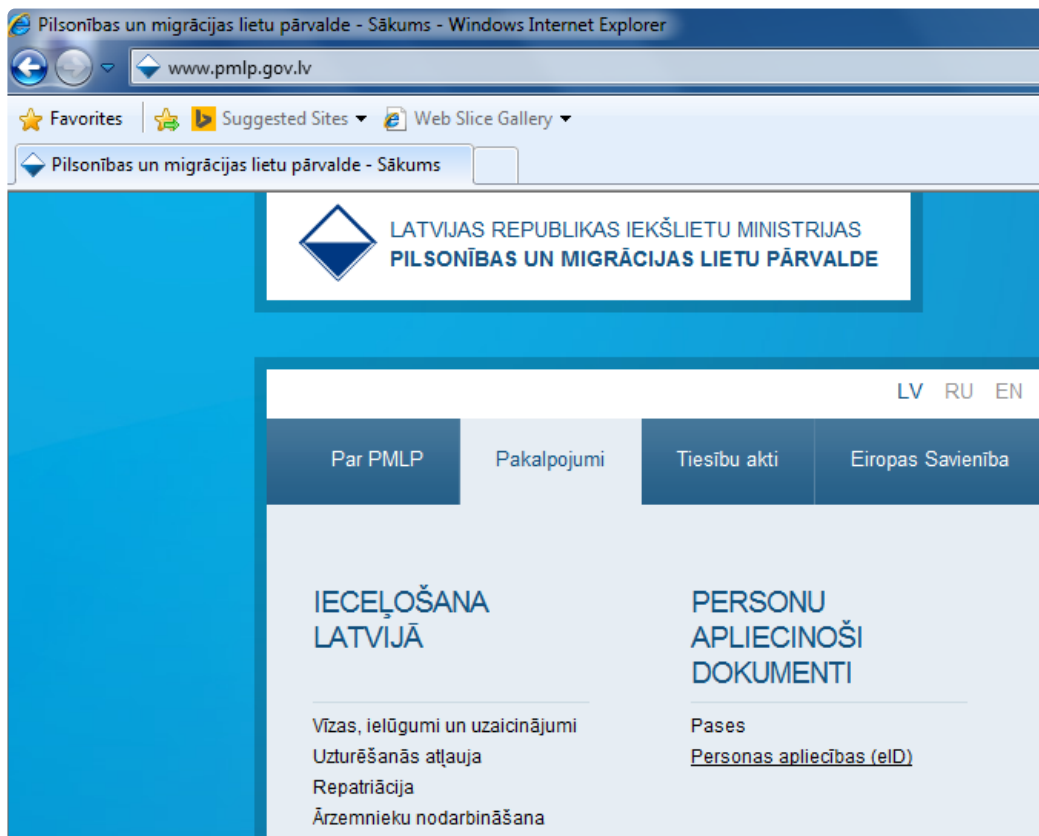 Pilsonības un migrācijas lietu pārvalde - Sākums - Windows Internet Explorer
www.pmlp.gov.lv
Favorites Suggested Sites Web Slice Gallery
Pilsonības un migrācijas lietu pārvalde - Sākums
LATVIJAS REPUBLIKAS IEKŠLIETU MINISTRIJAS
PILSONĪBAS UN MIGRĀCIJAS LIETU PĀRVALDE
LV RU EN
Par PMLP Pakalpojumi Tiesību akti Eiropas Savienība
IECEĻOŠANA
LATVIJĀ
Vīzas, ielūgumi un uzaicinājumi
Uzturēšanās atļauja
Repatriācija
Ārzemnieku nodarbināšana
PERSONU
APLIECINOŠI
DOKUMENTI
Pases
Personas apliecības (eID)